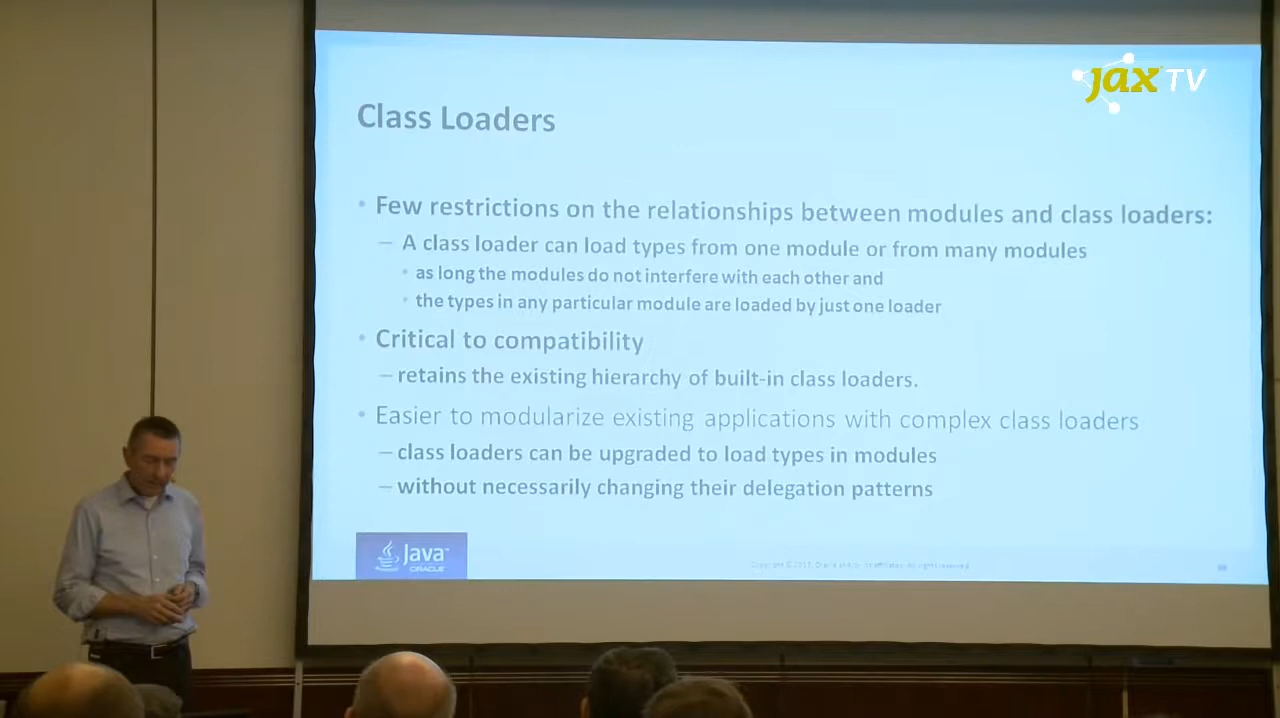 jax TV
Class Loaders
• Few restrictions on the relationships between modules and class loaders:
– A class loader can load types from one module or from many modules
• as long the modules do not interfere with each other and
• the types in any particular module are loaded by just one loader
• Critical to compatibility
– retains the existing hierarchy of built-in class loaders.
• Easier to modularize existing applications with complex class loaders
– class loaders can be upgraded to load types in modules
– without necessarily changing their delegation patterns
Java
ORACLE